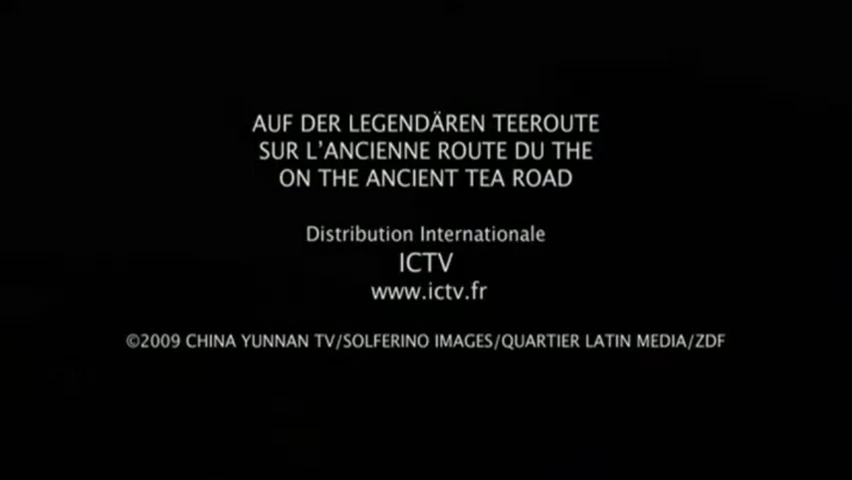 AUF DER LEGENDÄREN TEEROUTE
SUR L'ANCIENNE ROUTE DU THE
ON THE ANCIENT TEA ROAD
Distribution Internationale
ICTV
www.ictv.fr
©2009 CHINA YUNNAN TV/SOLFERINO IMAGES/QUARTIER LATIN MEDIA/ZDF